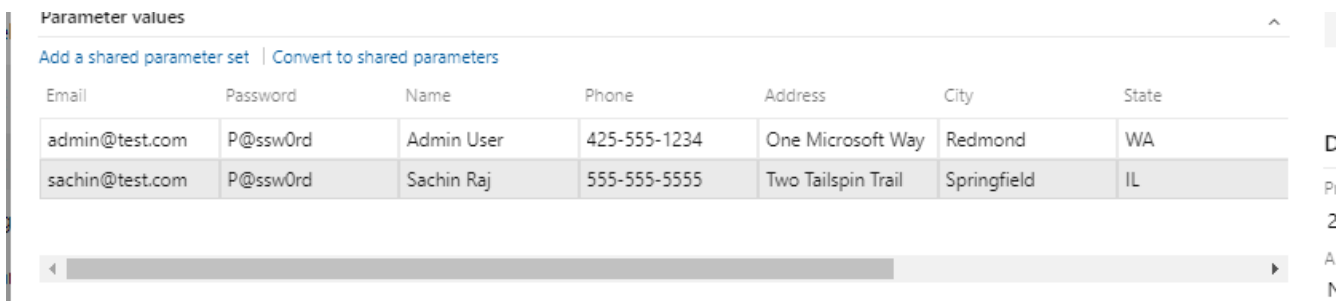 Parameter values
Add a shared parameter set | Convert to shared parameters
Email Password Name Phone Address City State
admin@test.com P@ssw0rd Admin User 425-555-1234 One Microsoft Way Redmond WA
sachin@test.com P@ssw0rd Sachin Raj 555-555-5555 Two Tailspin Trail Springfield IL